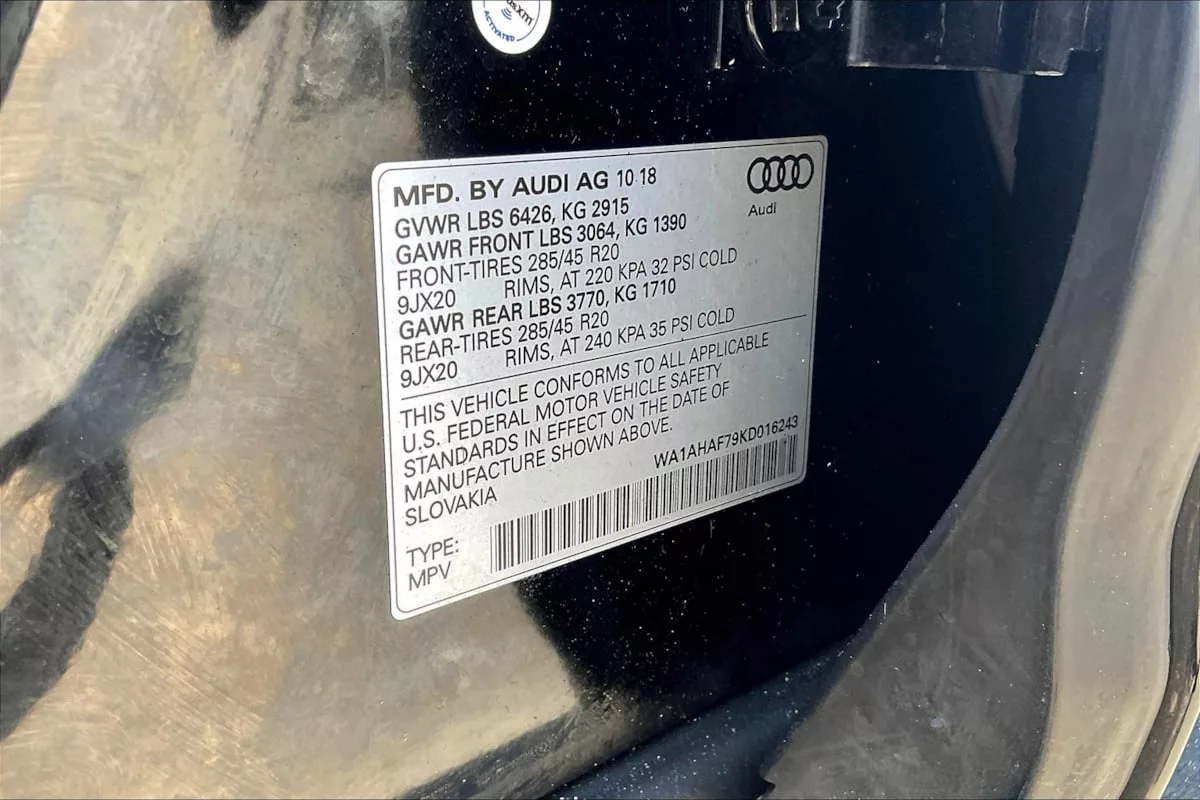 sxm
ACTIVATED
MFD. BY AUDI AG 10 18
Audi
GVWR LBS 6426, KG 2915
GAWR FRONT LBS 3064, KG 1390
FRONT-TIRES 285/45 R20
9JX20 RIMS, AT 220 KPA 32 PSI COLD
GAWR REAR LBS 3770, KG 1710
REAR-TIRES 285/45 R20
9JX20 RIMS, AT 240 KPA 35 PSI COLD
THIS VEHICLE CONFORMS TO ALL APPLICABLE
U.S. FEDERAL MOTOR VEHICLE SAFETY
STANDARDS IN EFFECT ON THE DATE OF
MANUFACTURE SHOWN ABOVE.
SLOVAKIA
WA1AHAF79KD016243
TYPE:
MPV